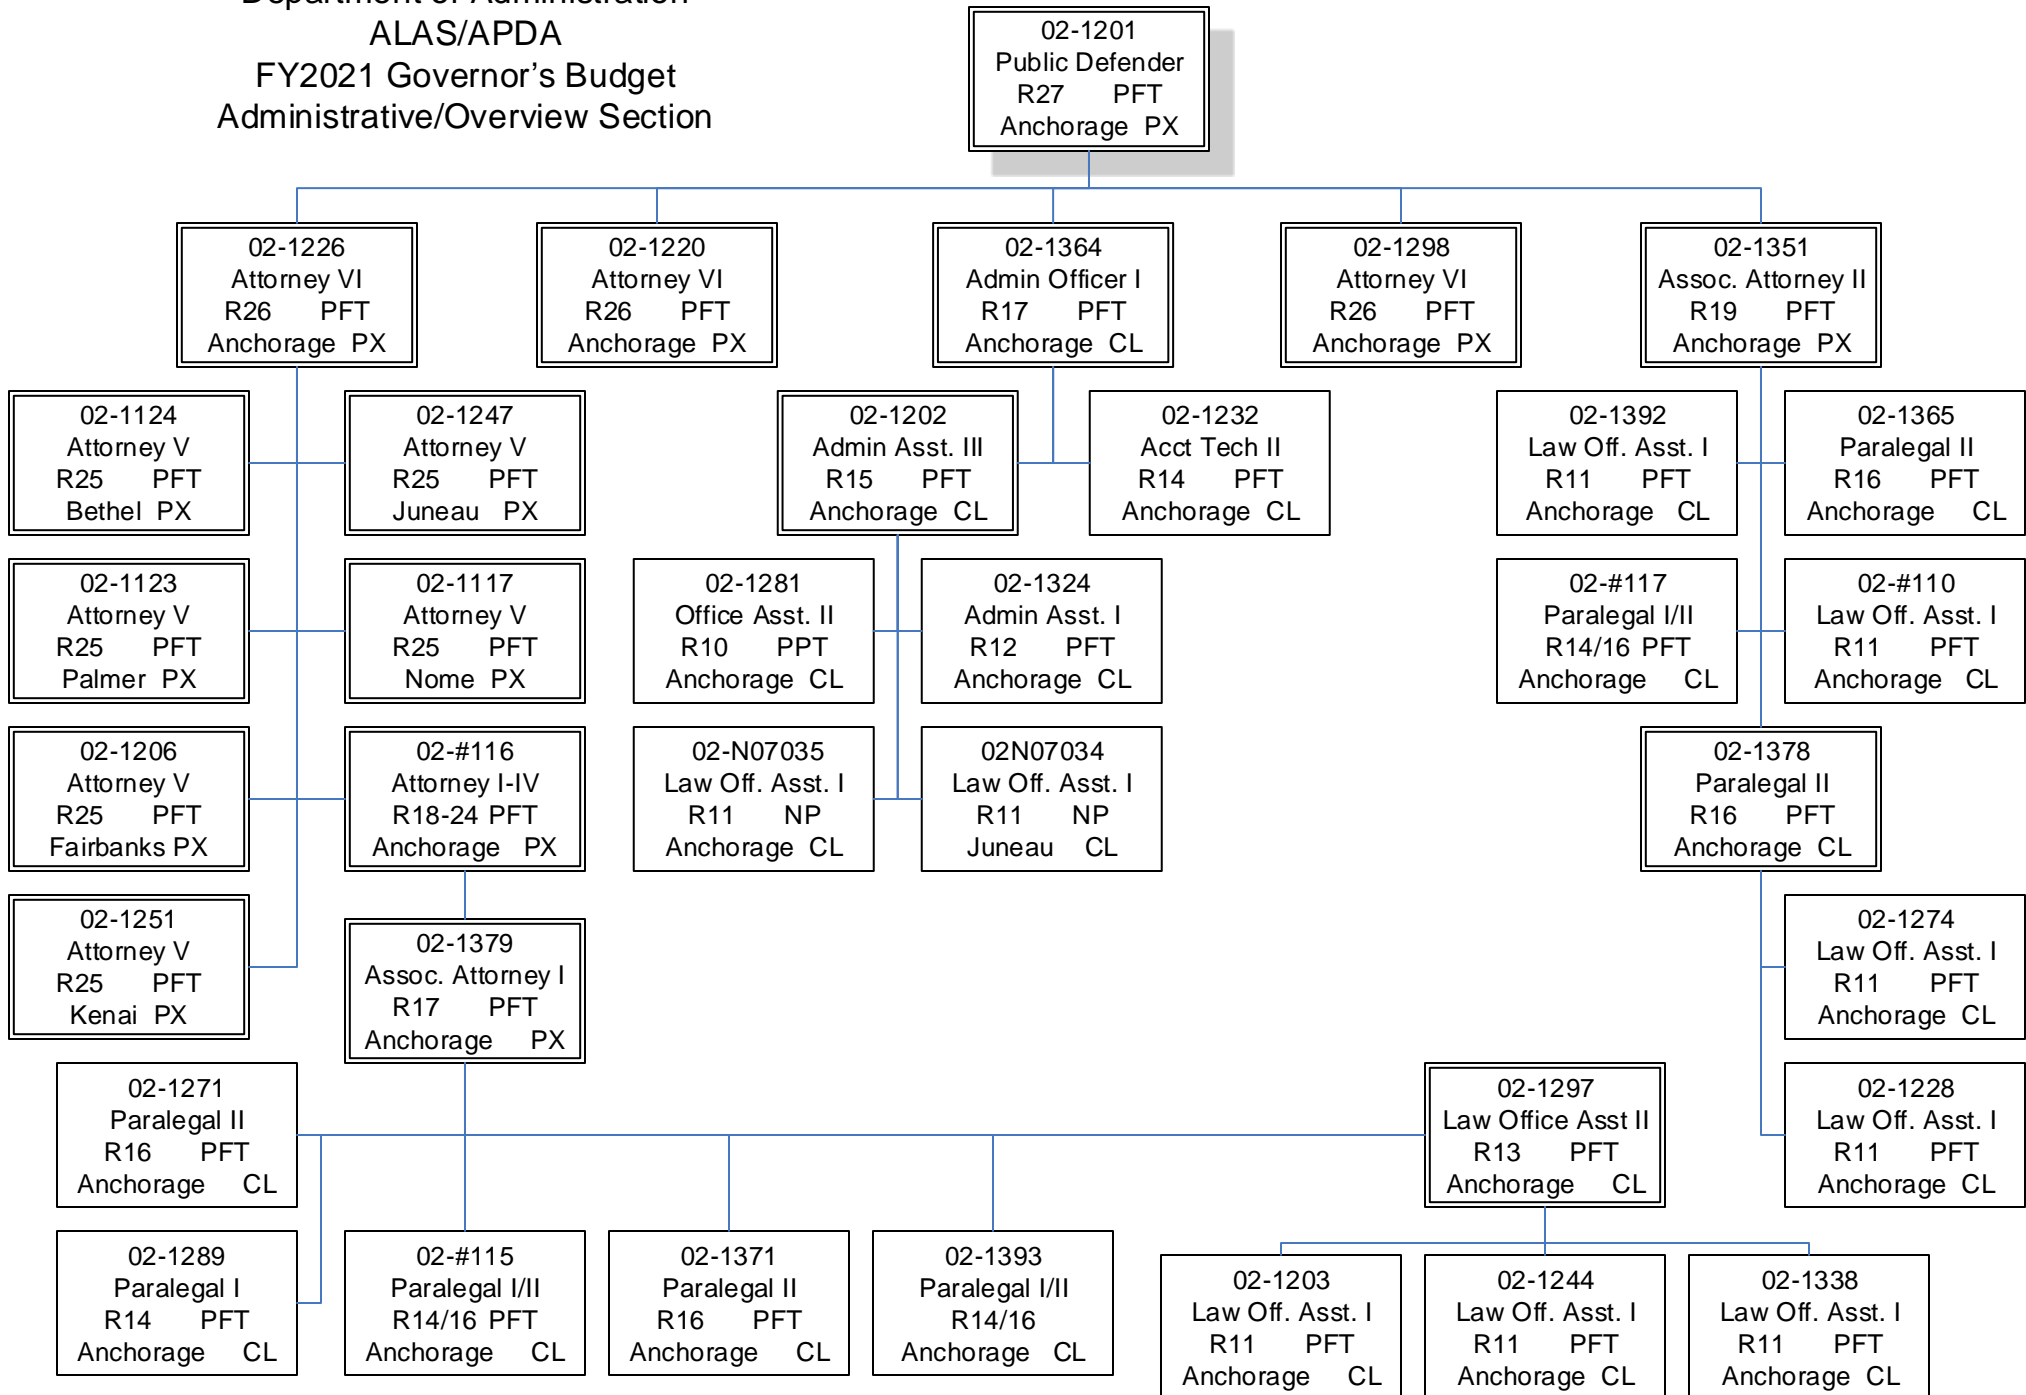 Department of Administration
ALAS/APDA
FY2021 Governor's Budget
Administrative/Overview Section
02-1201
Public Defender
R27 PFT
Anchorage PX
02-1226
Attorney VI
R26 PFT
Anchorage PX
02-1220
Attorney VI
R26 PFT
Anchorage PX
02-1364
Admin Officer I
R17 PFT
Anchorage CL
02-1298
Attorney VI
R26 PFT
Anchorage PX
02-1351
Assoc. Attorney II
R19 PFT
Anchorage PX
02-1124
Attorney V
R25 PFT
Bethel PX
02-1247
Attorney V
R25 PFT
Juneau PX
02-1202
Admin Asst. III
R15 PFT
Anchorage CL
02-1232
Acct Tech II
R14 PFT
Anchorage CL
02-1392
Law Off. Asst. I
R11 PFT
Anchorage CL
02-1365
Paralegal II
R16 PFT
Anchorage CL
02-1123
Attorney V
R25 PFT
Palmer PX
02-1117
Attorney V
R25 PFT
Nome PX
02-1281
Office Asst. II
R10 PPT
Anchorage CL
02-1324
Admin Asst. I
R12 PFT
Anchorage CL
02-#117
Paralegal I/II
R14/16 PFT
Anchorage CL
02-#110
Law Off. Asst. I
R11 PFT
Anchorage CL
02-1206
Attorney V
R25 PFT
Fairbanks PX
02-#116
Attorney I-IV
R18-24 PFT
Anchorage PX
02-N07035
Law Off. Asst. I
R11 NP
Anchorage CL
02N07034
Law Off. Asst. I
R11 NP
Juneau CL
02-1378
Paralegal II
R16 PFT
Anchorage CL
02-1251
Attorney V
R25 PFT
Kenai PX
02-1379
Assoc. Attorney I
R17 PFT
Anchorage PX
02-1274
Law Off. Asst. I
R11 PFT
Anchorage CL
02-1271
Paralegal II
R16 PFT
Anchorage CL
02-1297
Law Office Asst II
R13 PFT
Anchorage CL
02-1228
Law Off. Asst. I
R11 PFT
Anchorage CL
02-1289
Paralegal I
R14 PFT
Anchorage CL
02-#115
Paralegal I/II
R14/16 PFT
Anchorage CL
02-1371
Paralegal II
R16 PFT
Anchorage CL
02-1393
Paralegal I/II
R14/16
Anchorage CL
02-1203
Law Off. Asst. I
R11 PFT
Anchorage CL
02-1244
Law Off. Asst. I
R11 PFT
Anchorage CL
02-1338
Law Off. Asst. I
R11 PFT
Anchorage CL